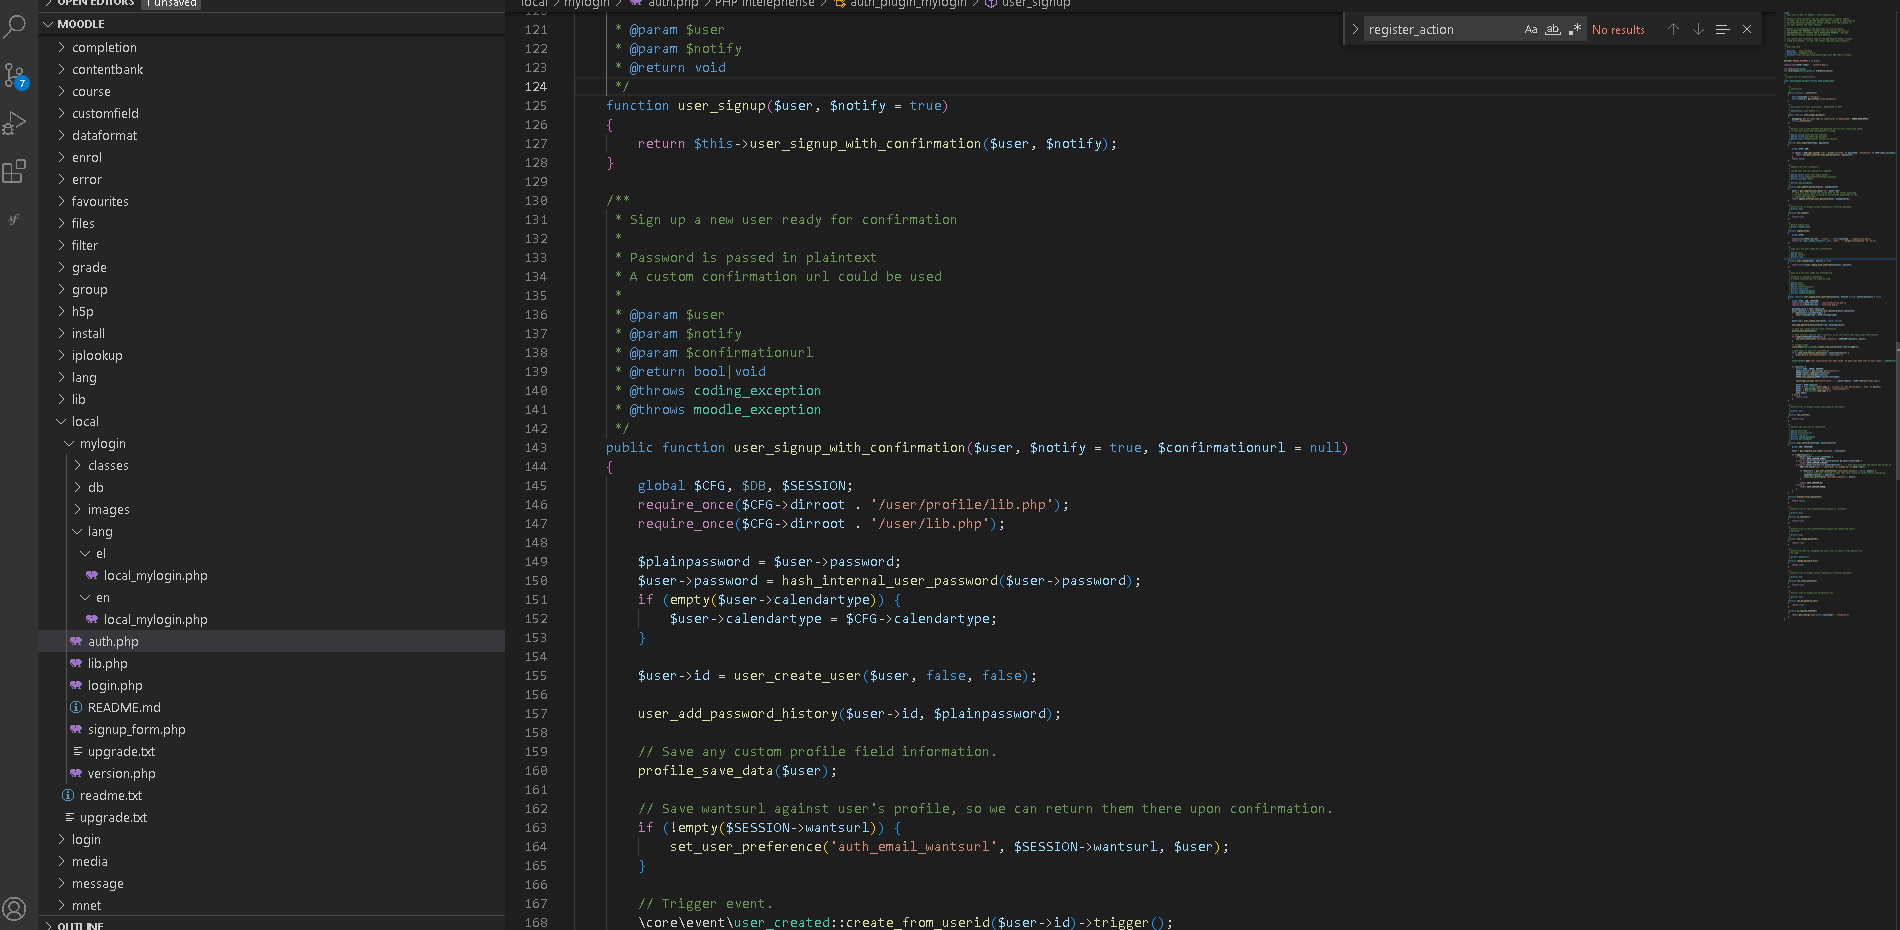 OPEN EDITORS 1 unsaved
MOODLE
completion
contentbank
course
customfield
dataformat
enrol
error
favourites
files
filter
grade
group
h5p
install
iplookup
lang
lib
local
mylogin
classes
db
images
lang
el
local_mylogin.php
en
local_mylogin.php
auth.php
lib.php
login.php
README.md
signup_form.php
upgrade.txt
version.php
readme.txt
upgrade.txt
login
media
message
mnet
OUTLINE
7
local > mylogin > auth.php > PHP Intelephense > auth_plugin_mylogin > user_signup
register_action Aa ab .* No results
120
121 * @param $user
122 * @param $notify
123 * @return void
124 */
125 function user_signup($user, $notify = true)
126 {
127 return $this->user_signup_with_confirmation($user, $notify);
128 }
129
130 /**
131 * Sign up a new user ready for confirmation
132 *
133 * Password is passed in plaintext
134 * A custom confirmation url could be used
135 *
136 * @param $user
137 * @param $notify
138 * @param $confirmationurl
139 * @return bool|void
140 * @throws coding_exception
141 * @throws moodle_exception
142 */
143 public function user_signup_with_confirmation($user, $notify = true, $confirmationurl = null)
144 {
145 global $CFG, $DB, $SESSION;
146 require_once($CFG->dirroot . '/user/profile/lib.php');
147 require_once($CFG->dirroot . '/user/lib.php');
148
149 $plainpassword = $user->password;
150 $user->password = hash_internal_user_password($user->password);
151 if (empty($user->calendartype)) {
152 $user->calendartype = $CFG->calendartype;
153 }
154
155 $user->id = user_create_user($user, false, false);
156
157 user_add_password_history($user->id, $plainpassword);
158
159 // Save any custom profile field information.
160 profile_save_data($user);
161
162 // Save wantsurl against user's profile, so we can return them there upon confirmation.
163 if (!empty($SESSION->wantsurl)) {
164 set_user_preference('auth_email_wantsurl', $SESSION->wantsurl, $user);
165 }
166
167 // Trigger event.
168 \core\event\user_created::create_from_userid($user->id)->trigger();